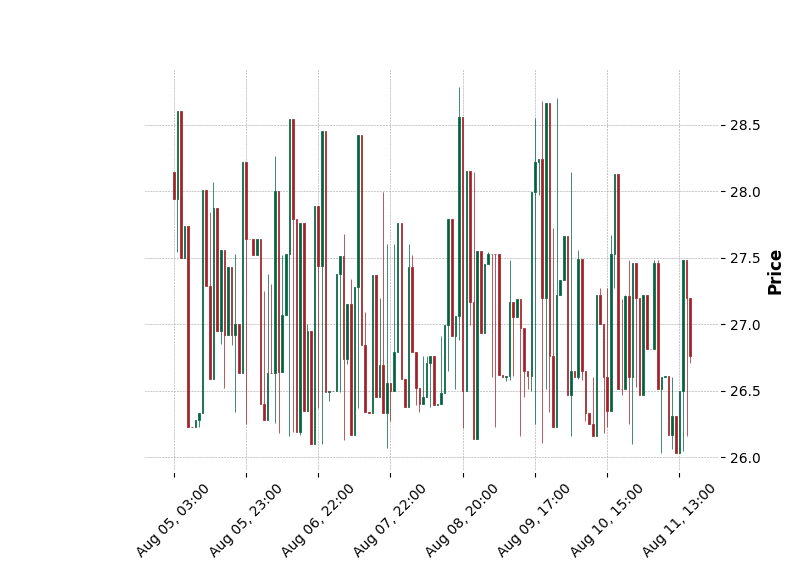 28.5
28.0
27.5
27.0
26.5
26.0
Price
Aug 05, 03:00
Aug 05, 23:00
Aug 06, 22:00
Aug 07, 22:00
Aug 08, 20:00
Aug 09, 17:00
Aug 10, 15:00
Aug 11, 13:00